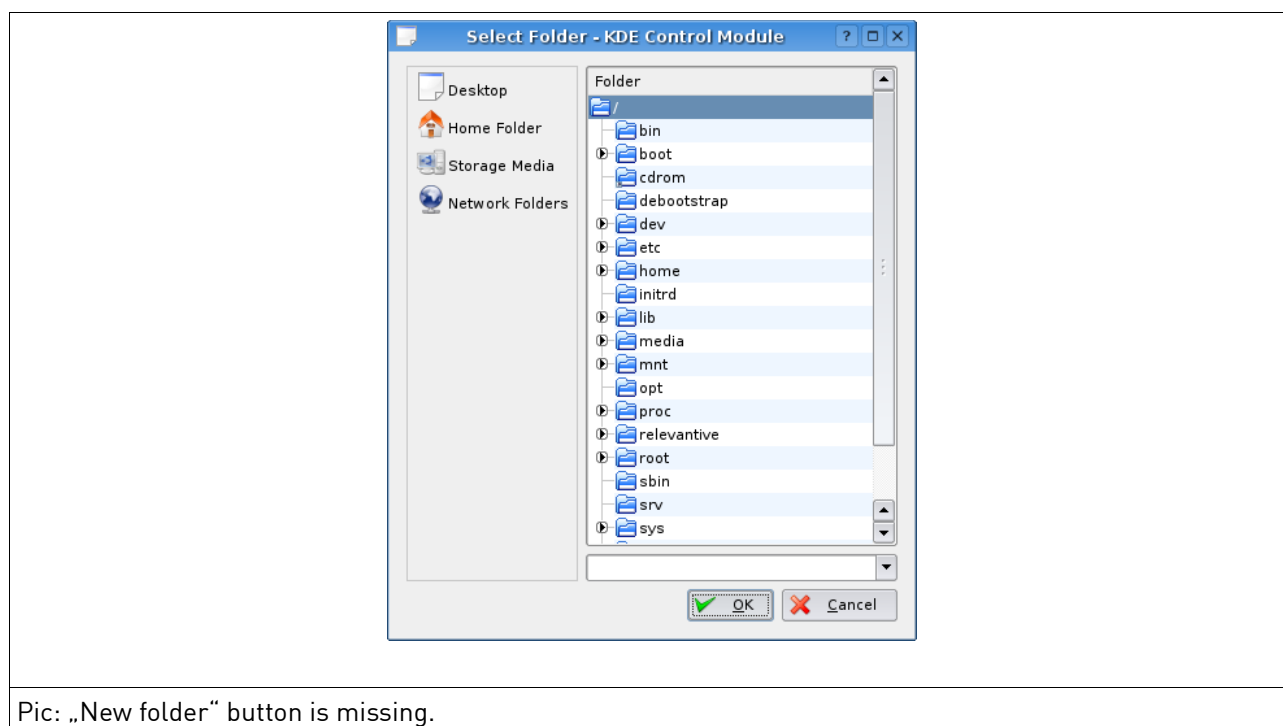 Select Folder - KDE Control Module
Desktop
Home Folder
Storage Media
Network Folders
Folder
/
bin
boot
cdrom
debootstrap
dev
etc
home
initrd
lib
media
mnt
opt
proc
relevantive
root
sbin
srv
sys
OK
Cancel
Pic: „New folder“ button is missing.